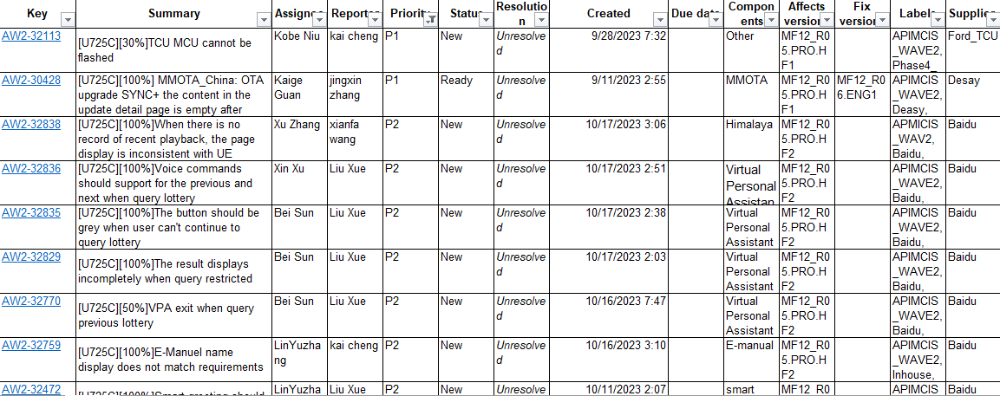 Key Summary Assigne Reporte Priority Statu Resolutio n Created Due dat Compon ents Affects version Fix version Label Supplie
AW2-32113 [U725C][30%]TCU MCU cannot be flashed Kobe Niu kai cheng P1 New Unresolve d 9/28/2023 7:32 Other MF12_R0 5.PRO.H F1 APIMCIS _WAVE2, Phase4_ Ford_TCU
AW2-30428 [U725C][100%] MMOTA_China: OTA upgrade SYNC+ the content in the update detail page is empty after Kaige Guan jingxin zhang P1 Ready Unresolve d 9/11/2023 2:55 MMOTA MF12_R0 5.PRO.H F1 MF12_R0 6.ENG1 APIMCIS _WAVE2, Deasy, Desay
AW2-32838 [U725C][100%]When there is no record of recent playback, the page display is inconsistent with UE Xu Zhang xianfa wang P2 New Unresolve d 10/17/2023 3:06 Himalaya MF12_R0 5.PRO.H F2 APIMCIS _WAV2, Baidu, Baidu
AW2-32836 [U725C][100%]Voice commands should support for the previous and next when query lottery Xin Xu Liu Xue P2 New Unresolve d 10/17/2023 2:51 Virtual Personal Assistan MF12_R0 5.PRO.H F2 APIMCIS _WAVE2, Baidu, Baidu
AW2-32835 [U725C][100%]The button should be grey when user can't continue to query lottery Bei Sun Liu Xue P2 New Unresolve d 10/17/2023 2:38 Virtual Personal Assistant MF12_R0 5.PRO.H F2 APIMCIS _WAVE2, Baidu, Baidu
AW2-32829 [U725C][100%]The result displays incompletely when query restricted Bei Sun Liu Xue P2 New Unresolve d 10/17/2023 2:03 Virtual Personal Assistant MF12_R0 5.PRO.H F2 APIMCIS _WAVE2, Baidu, Baidu
AW2-32770 [U725C][50%]VPA exit when query previous lottery Bei Sun Liu Xue P2 New Unresolve d 10/16/2023 7:47 Virtual Personal Assistant MF12_R0 5.PRO.H F2 APIMCIS _WAVE2, Baidu, Baidu
AW2-32759 [U725C][100%]E-Manuel name display does not match requirements LinYuzha ng kai cheng P2 New Unresolve d 10/16/2023 3:10 E-manual MF12_R0 5.PRO.H F2 APIMCIS _WAVE2, Inhouse, Baidu
AW2-32472 [U725C][100%]Smart greeting should LinYuzha Liu Xue P2 New Unresolve 10/11/2023 2:07 smart MF12_R0 APIMCIS Baidu